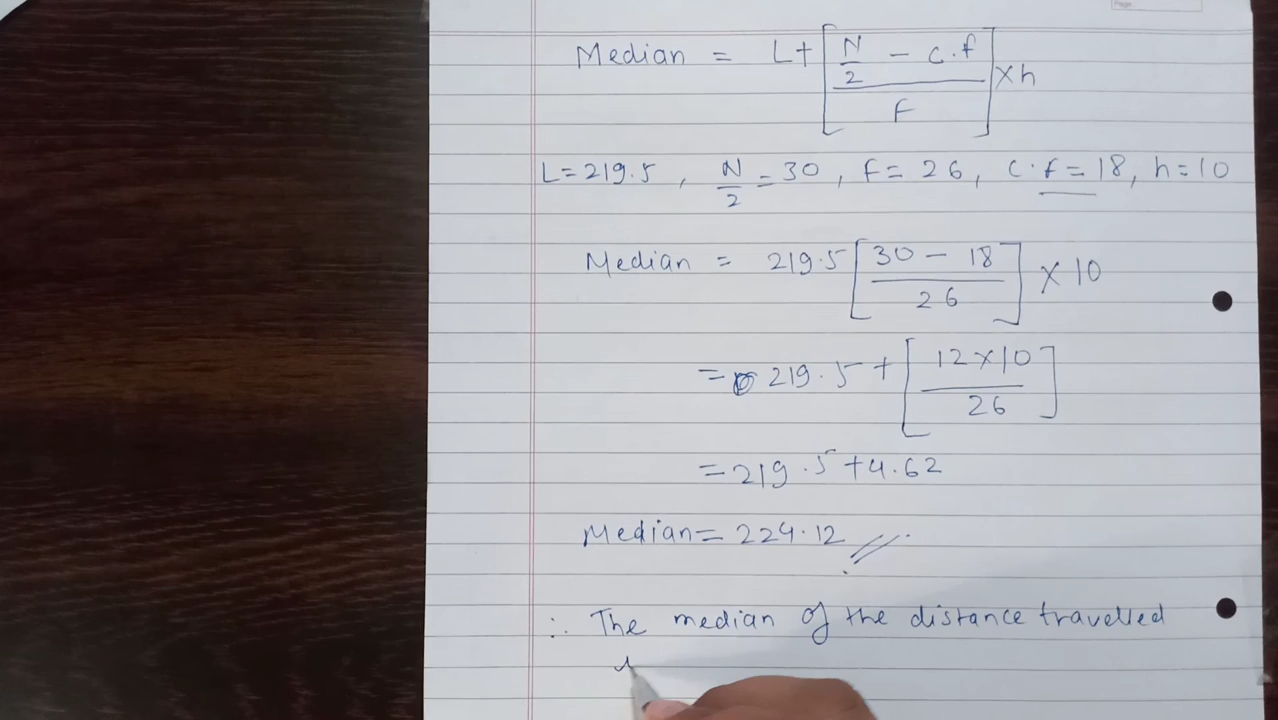 Page
Median = L+[N/2 - c.f / F]×h
L=219.5, N/2=30, F=26, C.f=18, h=10
Median = 219.5[30-18 / 26]×10
=219.5+[12×10 / 26]
=219.5+4.62
Median=224.12
∴ The median of the distance travelled